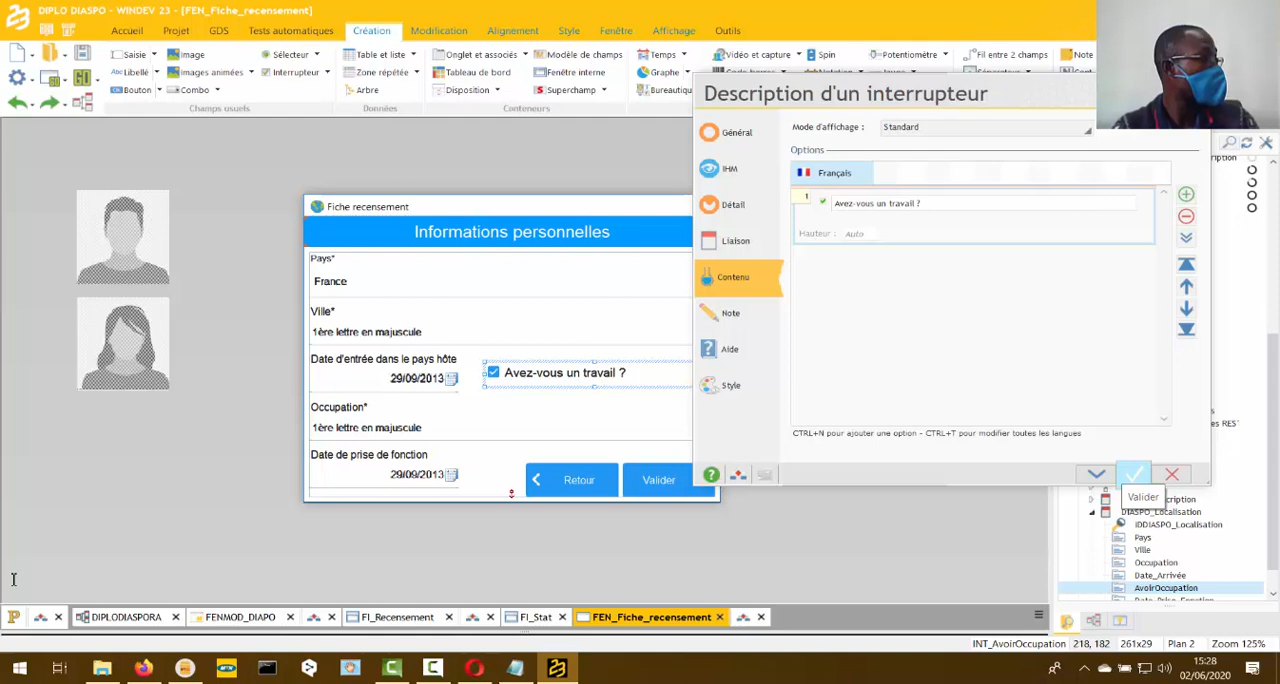 DIPLO DIASPO - WINDEV 23 - [FEN_Fiche_recensement]
Accueil Projet GDS Tests automatiques Création Modification Alignement Style Fenêtre Affichage Outils
Saisie Image Sélecteur Table et liste Onglet et associés Modèle de champs Temps Vidéo et capture Spin Potentiomètre Fil entre 2 champs Note
Libellé Images animées Interrupteur Zone répétée Tableau de bord Fenêtre interne Graphe
Bouton Combo Arbre Disposition Superchamp Bureautiqu
Champs usuels Données Conteneurs
Description d'un interrupteur
Général
IHM
Détail
Liaison
Contenu
Note
Aide
Style
Mode d'affichage : Standard
Options
Français
1 Avez-vous un travail ?
Hauteur : Auto
CTRL+N pour ajouter une option - CTRL+T pour modifier toutes les langues
Valider
Fiche recensement
Informations personnelles
Pays*
France
Ville*
1ère lettre en majuscule
Date d'entrée dans le pays hôte
29/09/2013 Avez-vous un travail ?
Occupation*
1ère lettre en majuscule
Date de prise de fonction
29/09/2013 Retour Valider
DIASPO_Localisation
IDDIASPO_Localisation
Pays
Ville
Occupation
Date_Arrivée
AvoirOccupation
DIPLODIASPORA FENMOD_DIAPO FI_Recensement FI_Stat FEN_Fiche_recensement
INT_AvoirOccupation 218, 182 261x29 Plan 2 Zoom 125%
15:28
02/06/2020